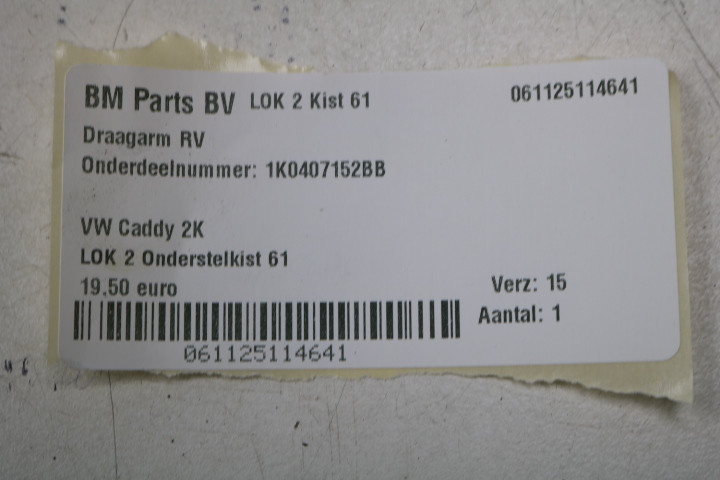 BM Parts BV LOK 2 Kist 61 061125114641
Draagarm RV
Onderdeelnummer: 1K0407152BB
VW Caddy 2K
LOK 2 Onderstelkist 61
19,50 euro Verz: 15
Aantal: 1
061125114641